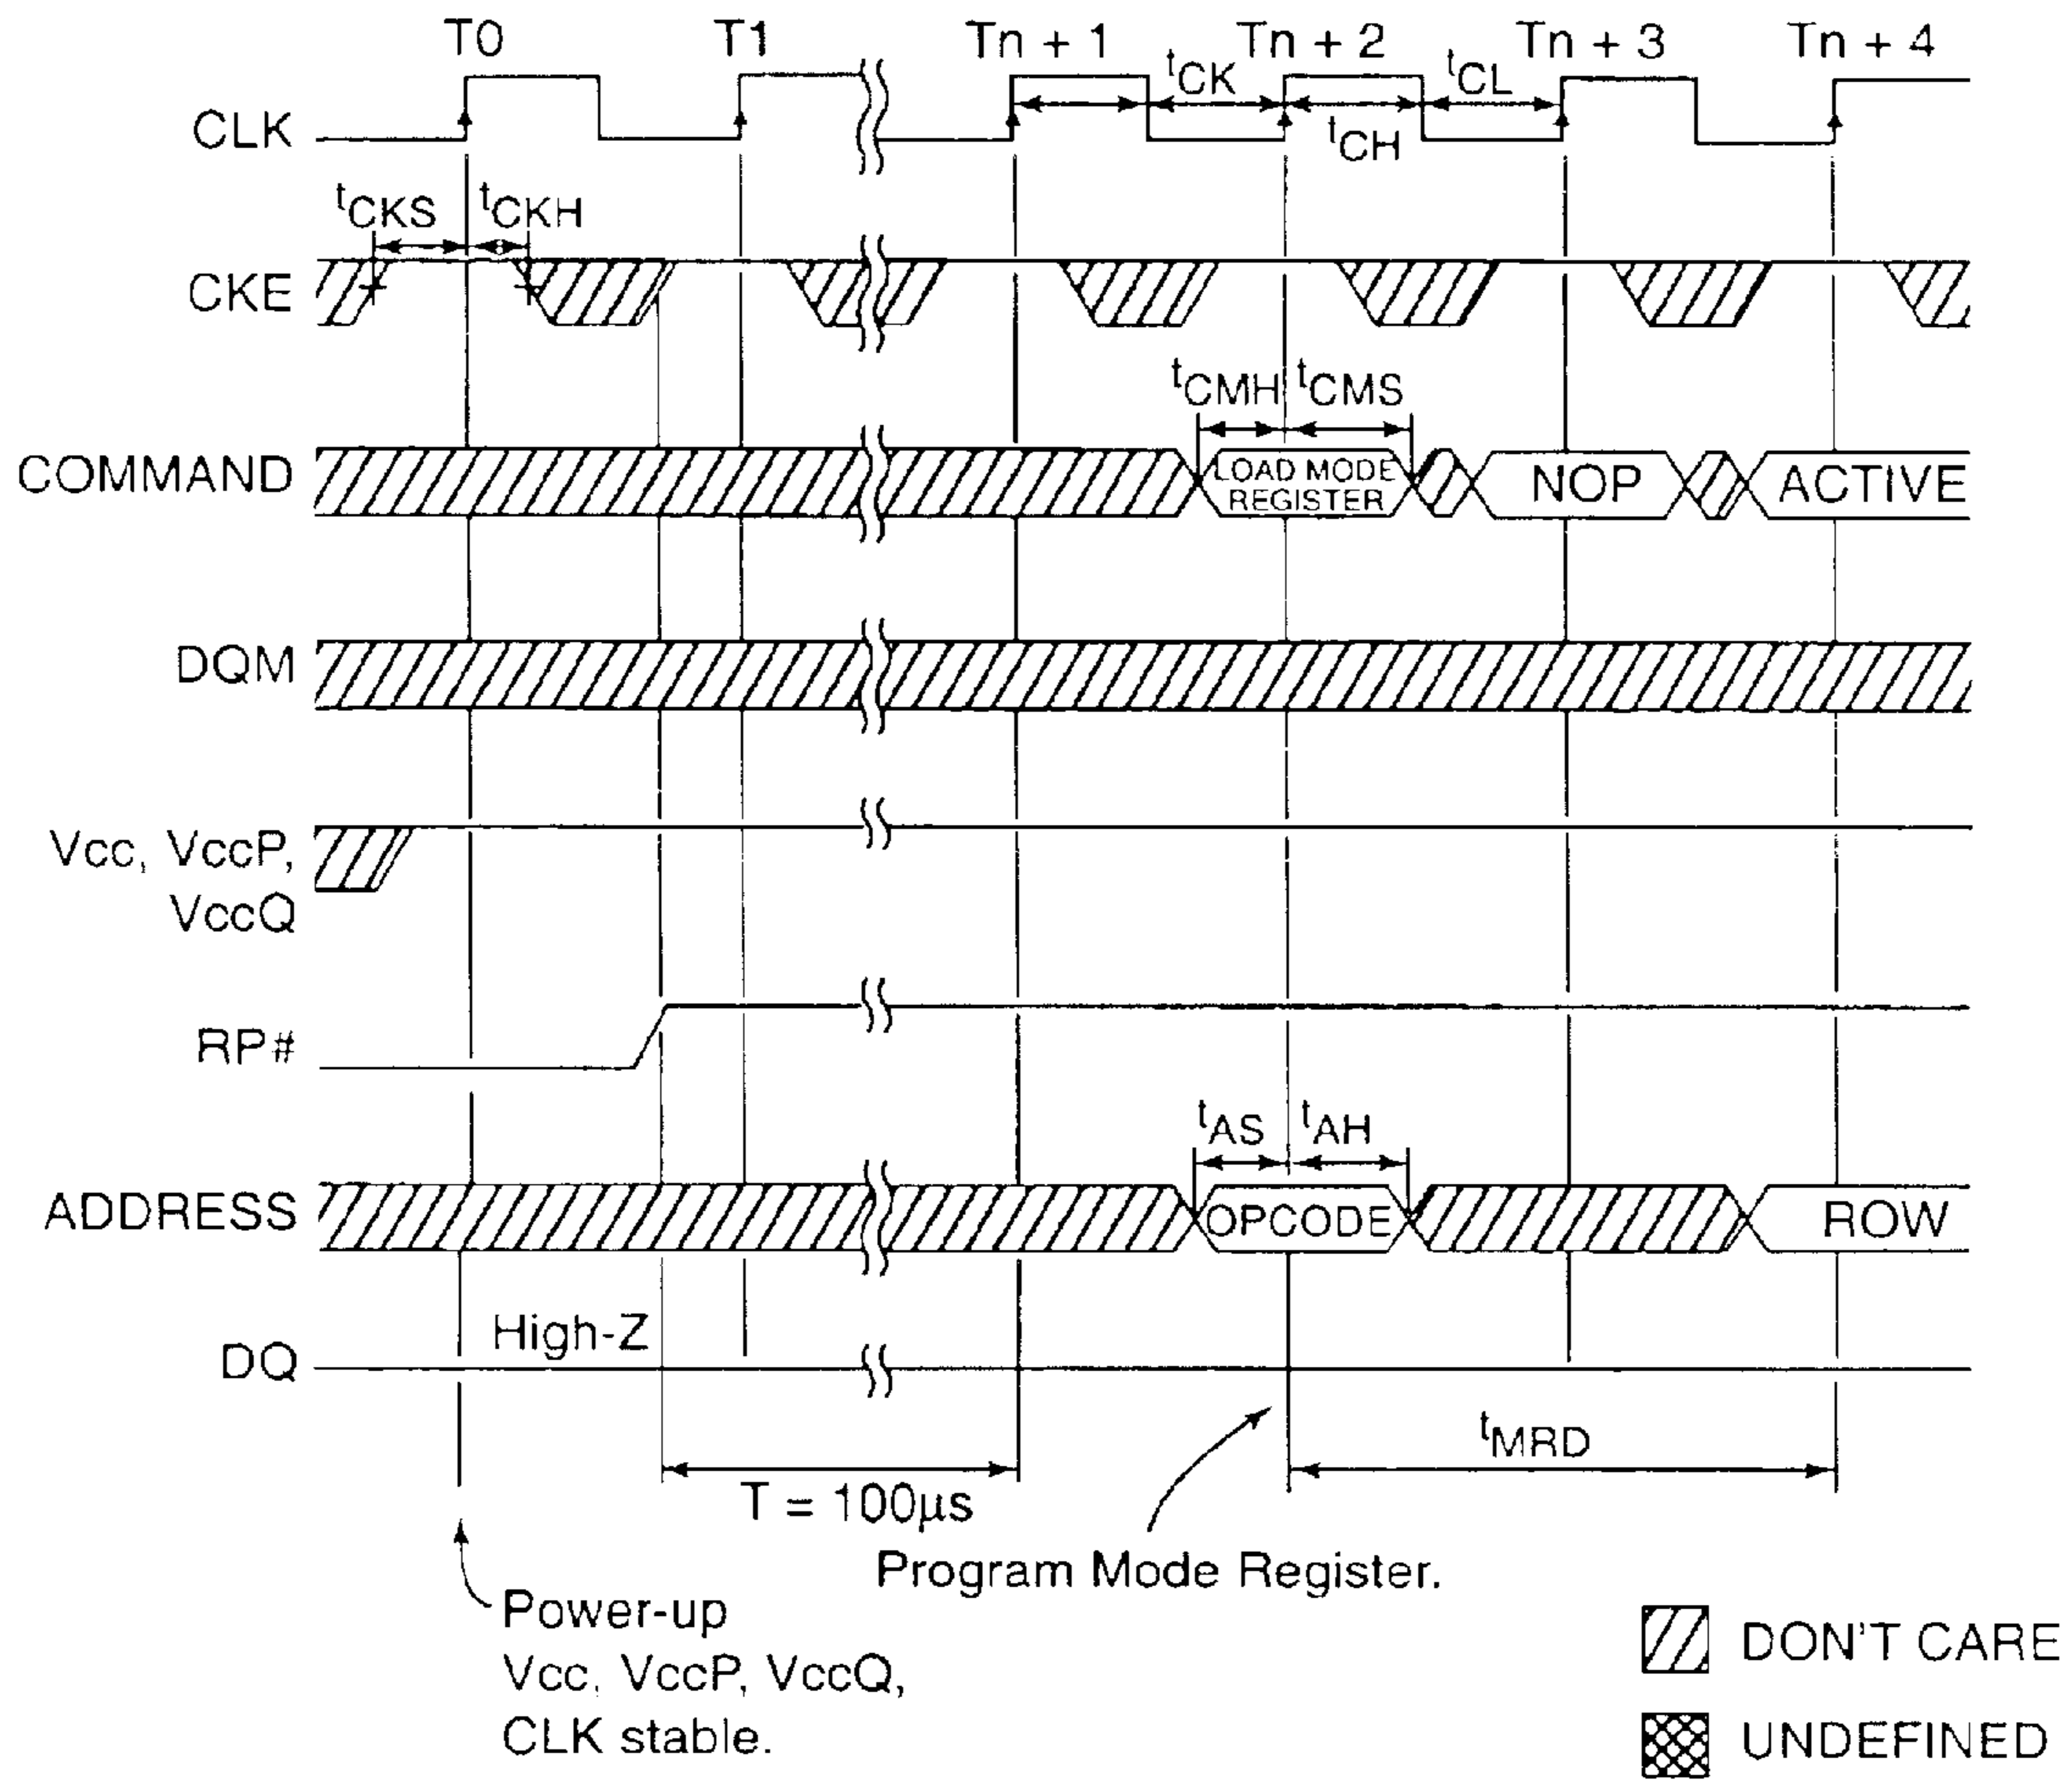 T0 T1 Tn + 1 Tn + 2 Tn + 3 Tn + 4
tCK tCL
CLK
tCH
tCKS tCKH
CKE
tCMH tCMS
COMMAND
LOAD MODE
REGISTER
NOP
ACTIVE
DQM
Vcc, VccP,
VccQ
RP#
tAS tAH
ADDRESS
OPCODE
ROW
High-Z
DQ
tMRD
T = 100µs
Program Mode Register.
Power-up
Vcc, VccP, VccQ,
CLK stable.
DON'T CARE
UNDEFINED